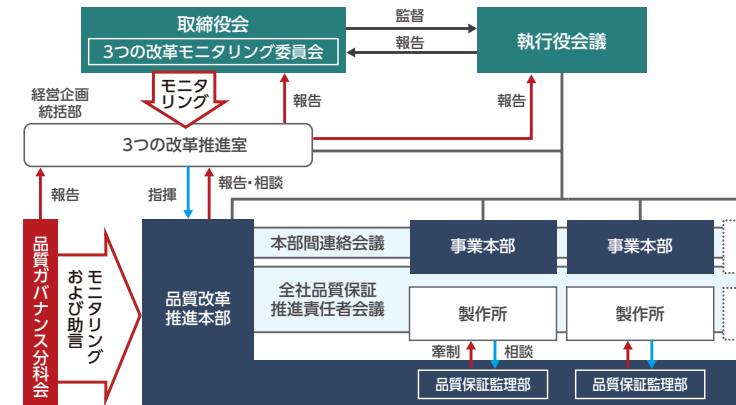 取締役会
3つの改革モニタリング委員会
監督
報告
執行役会議
モニタ
リング
経営企画
統括部
報告
報告
3つの改革推進室
報告
指揮
報告・相談
品質ガバナンス分科会
モニタリング
および助言
品質改革
推進本部
本部間連絡会議
事業本部
事業本部
全社品質保証
推進責任者会議
製作所
製作所
牽制
相談
品質保証監理部
品質保証監理部